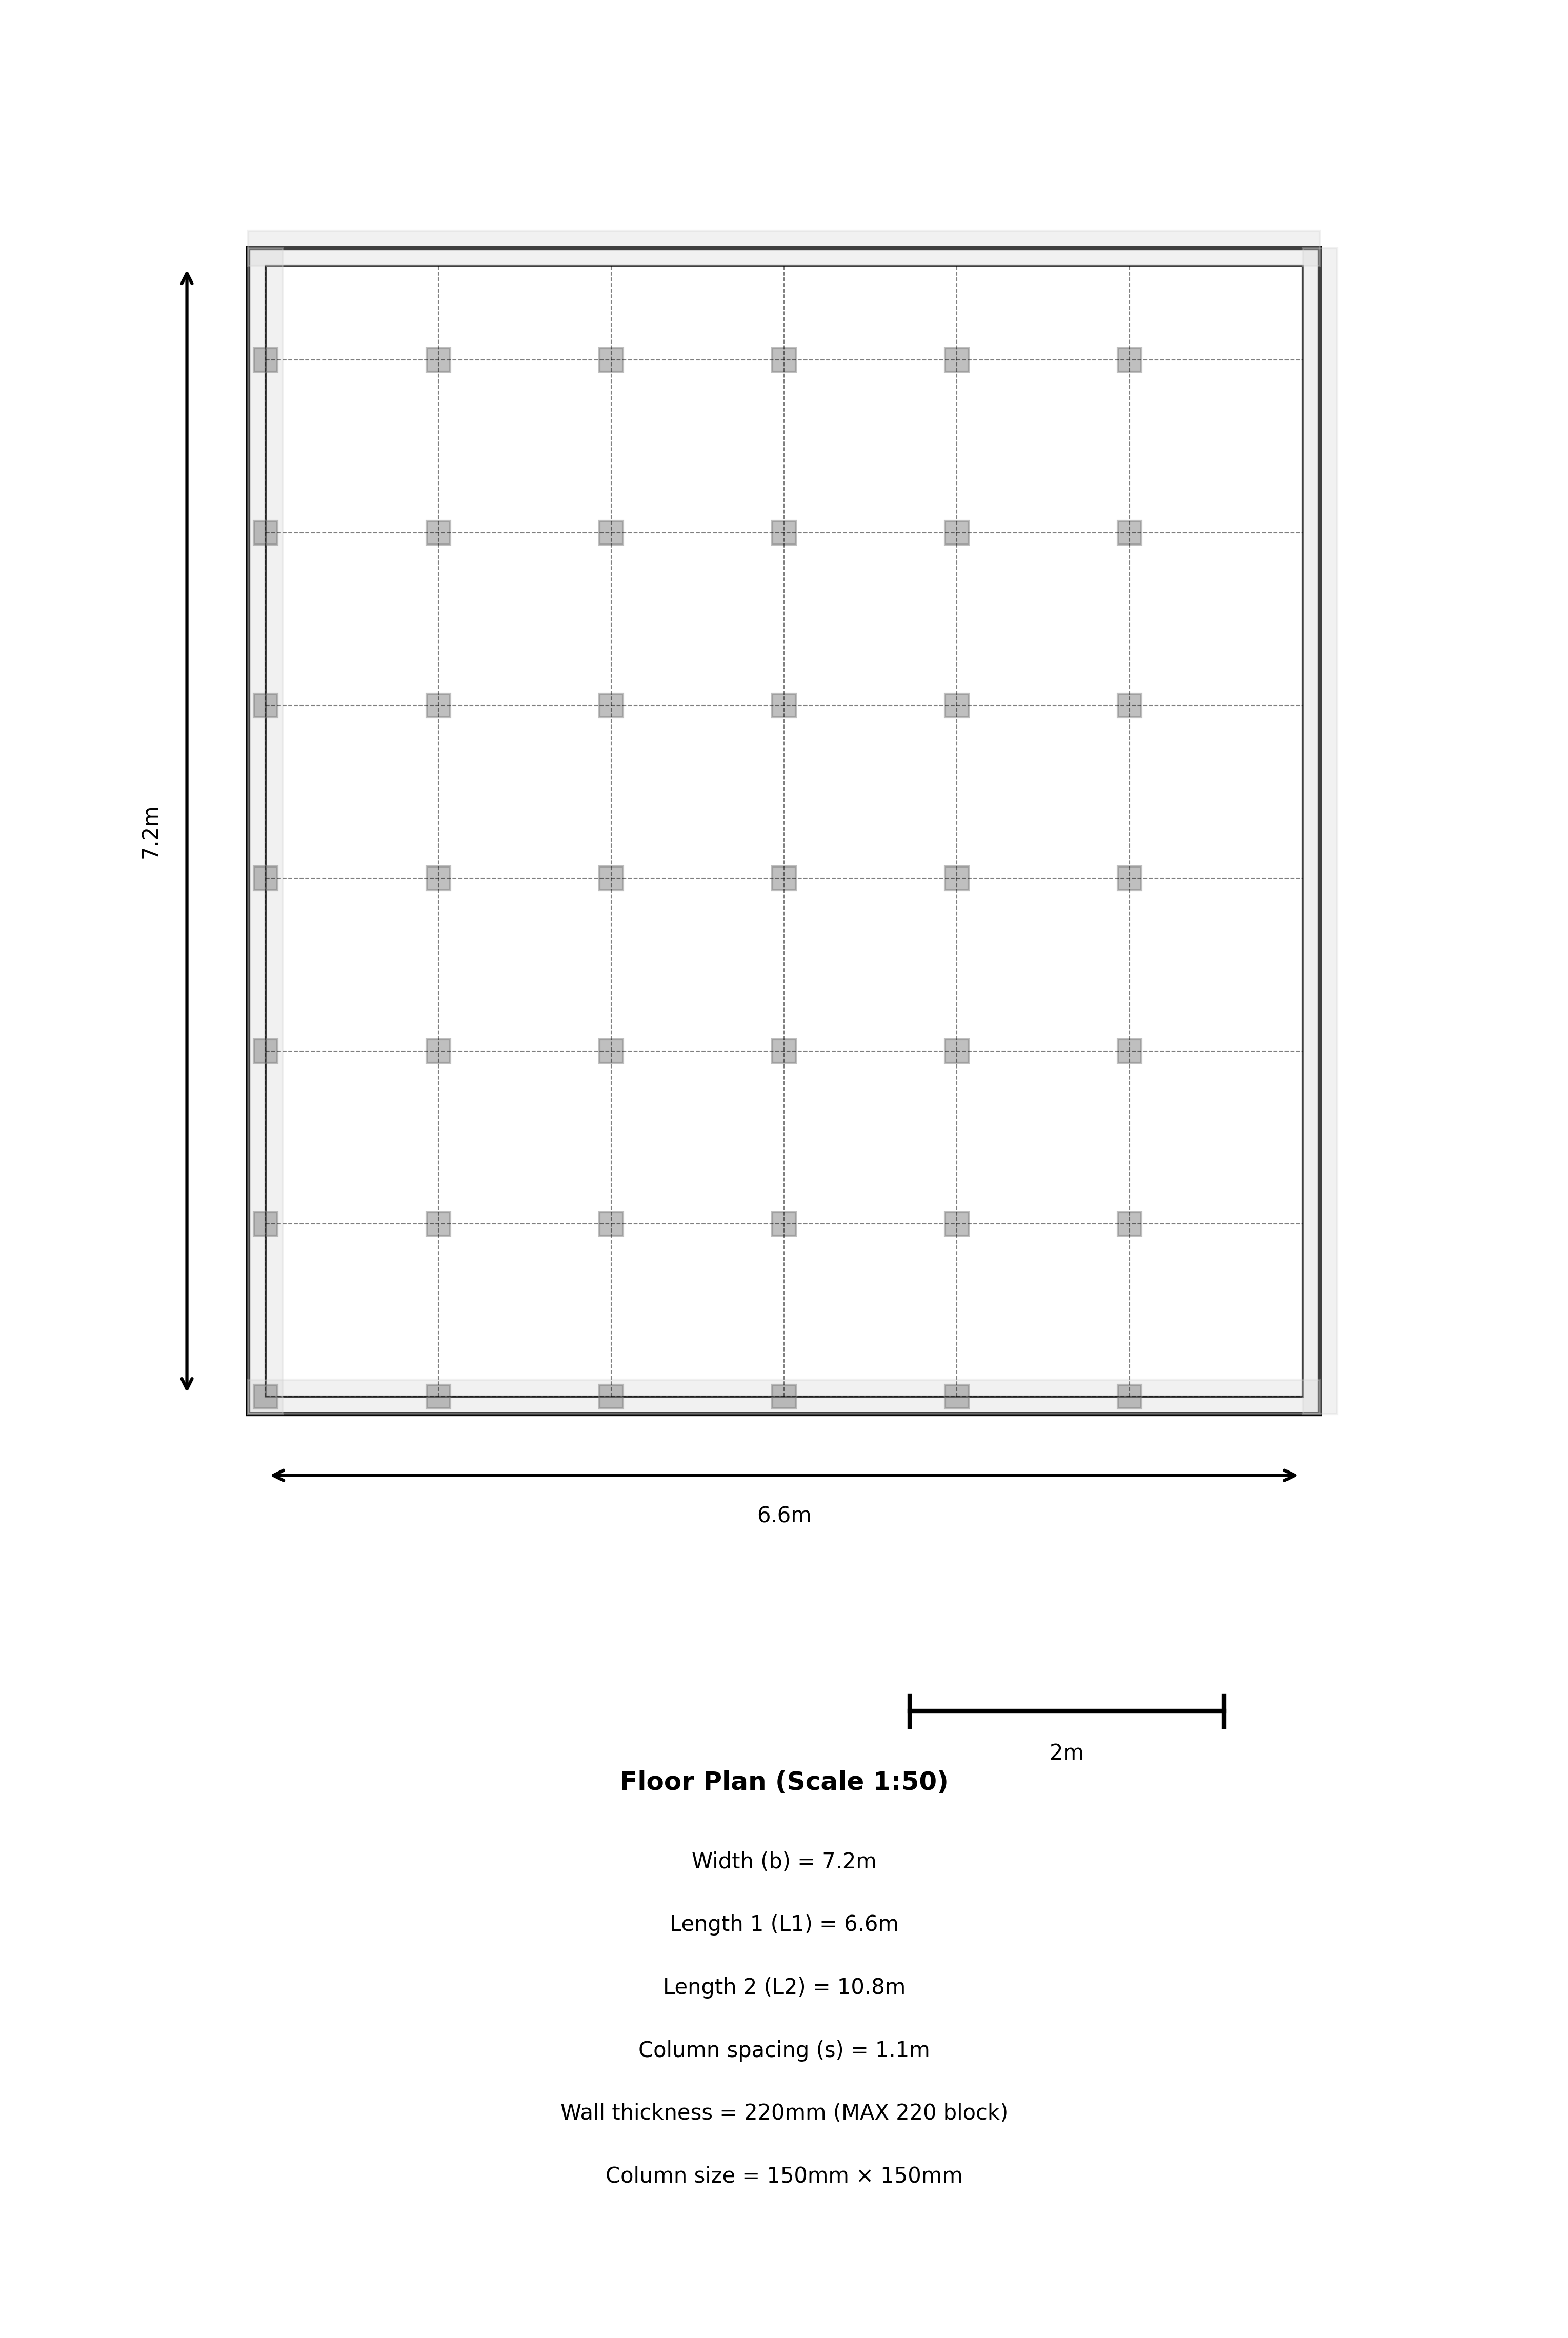 7.2m
6.6m
2m
Floor Plan (Scale 1:50)
Width (b) = 7.2m
Length 1 (L1) = 6.6m
Length 2 (L2) = 10.8m
Column spacing (s) = 1.1m
Wall thickness = 220mm (MAX 220 block)
Column size = 150mm × 150mm